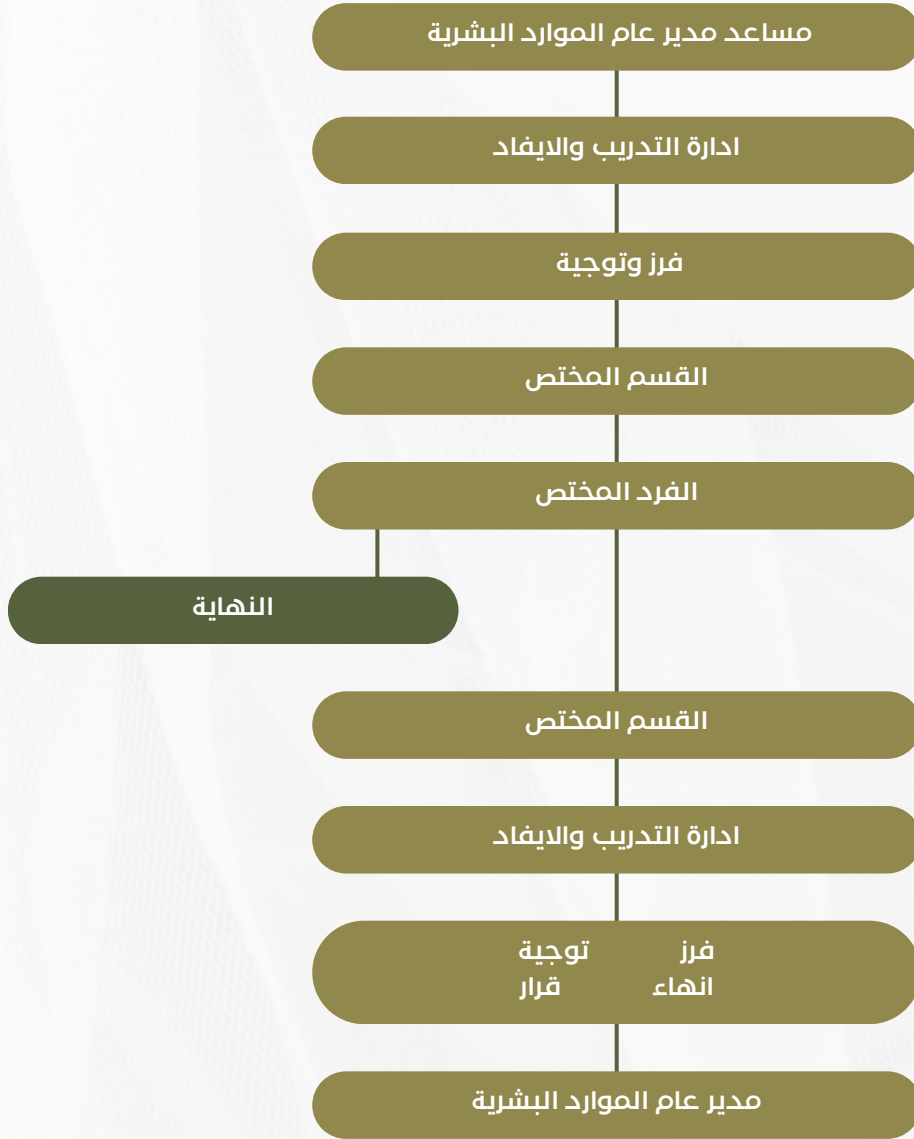 مساعد مدير عام الموارد البشرية
ادارة التدريب والايفاد
فرز وتوجية
القسم المختص
الفرد المختص
النهاية
القسم المختص
ادارة التدريب والايفاد
فرز توجية
انهاء قرار
مدير عام الموارد البشرية